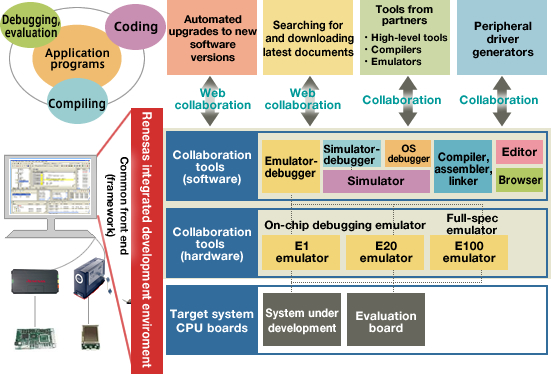 Debugging,
evaluation
Coding
Application
programs
Compiling
Automated
upgrades to new
software
versions
Searching for
and downloading
latest documents
Tools from
partners
• High-level tools
• Compilers
• Emulators
Peripheral
driver
generators
Web
collaboration
Web
collaboration
Collaboration
Collaboration
Renesas integrated development enviroment
Common front end
(framework)
Collaboration
tools
(software)
Emulator-
debugger
Simulator-
debugger
OS
debugger
Simulator
Compiler,
assembler,
linker
Editor
Browser
Collaboration
tools
(hardware)
On-chip debugging emulator
Full-spec
emulator
E1
emulator
E20
emulator
E100
emulator
Target system
CPU boards
System under
development
Evaluation
board